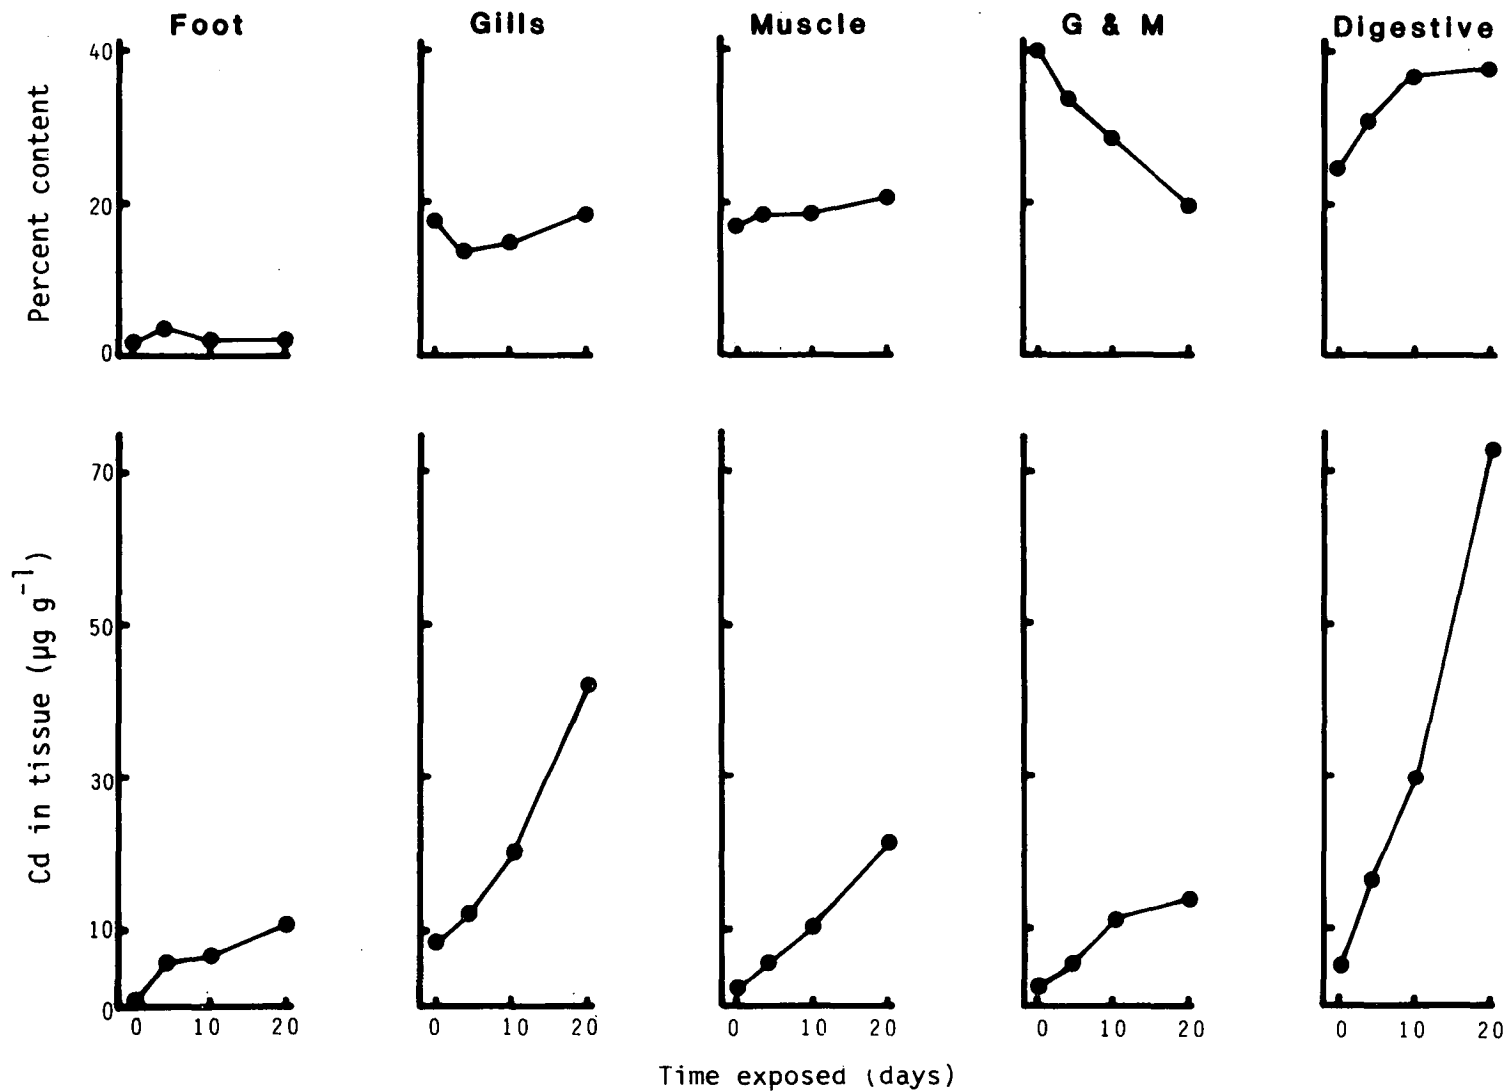 Foot Gills Muscle G & M Digestive
40
20
0
Percent content
70
50
30
10
0
Cd in tissue (µg g⁻¹)
0 10 20 0 10 20 0 10 20 0 10 20 0 10 20
Time exposed (days)